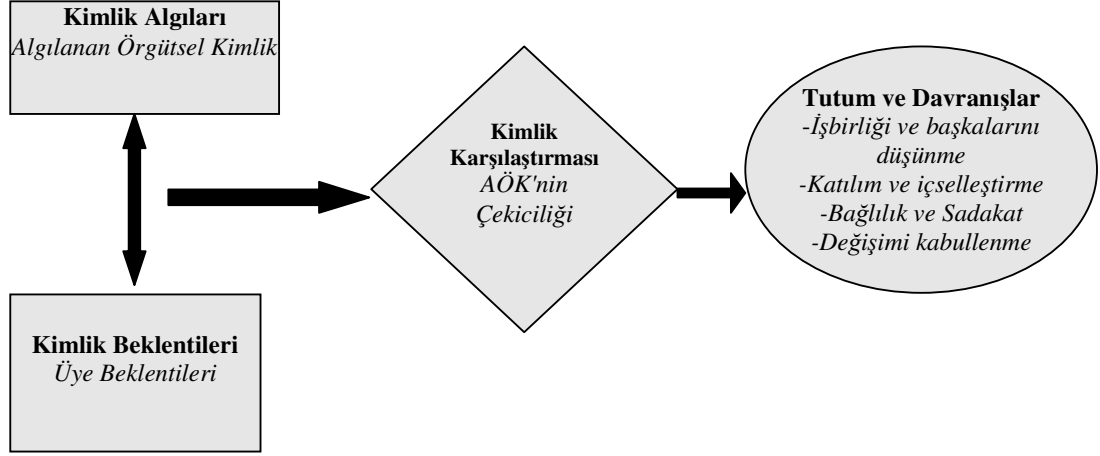 Kimlik Algıları
Algılanan Örgütsel Kimlik
Kimlik Beklentileri
Üye Beklentileri
Kimlik
Karşılaştırması
AÖK'nin
Çekiciliği
Tutum ve Davranışlar
-İşbirliği ve başkalarını
düşünme
-Katılım ve içselleştirme
-Bağlılık ve Sadakat
-Değişimi kabullenme